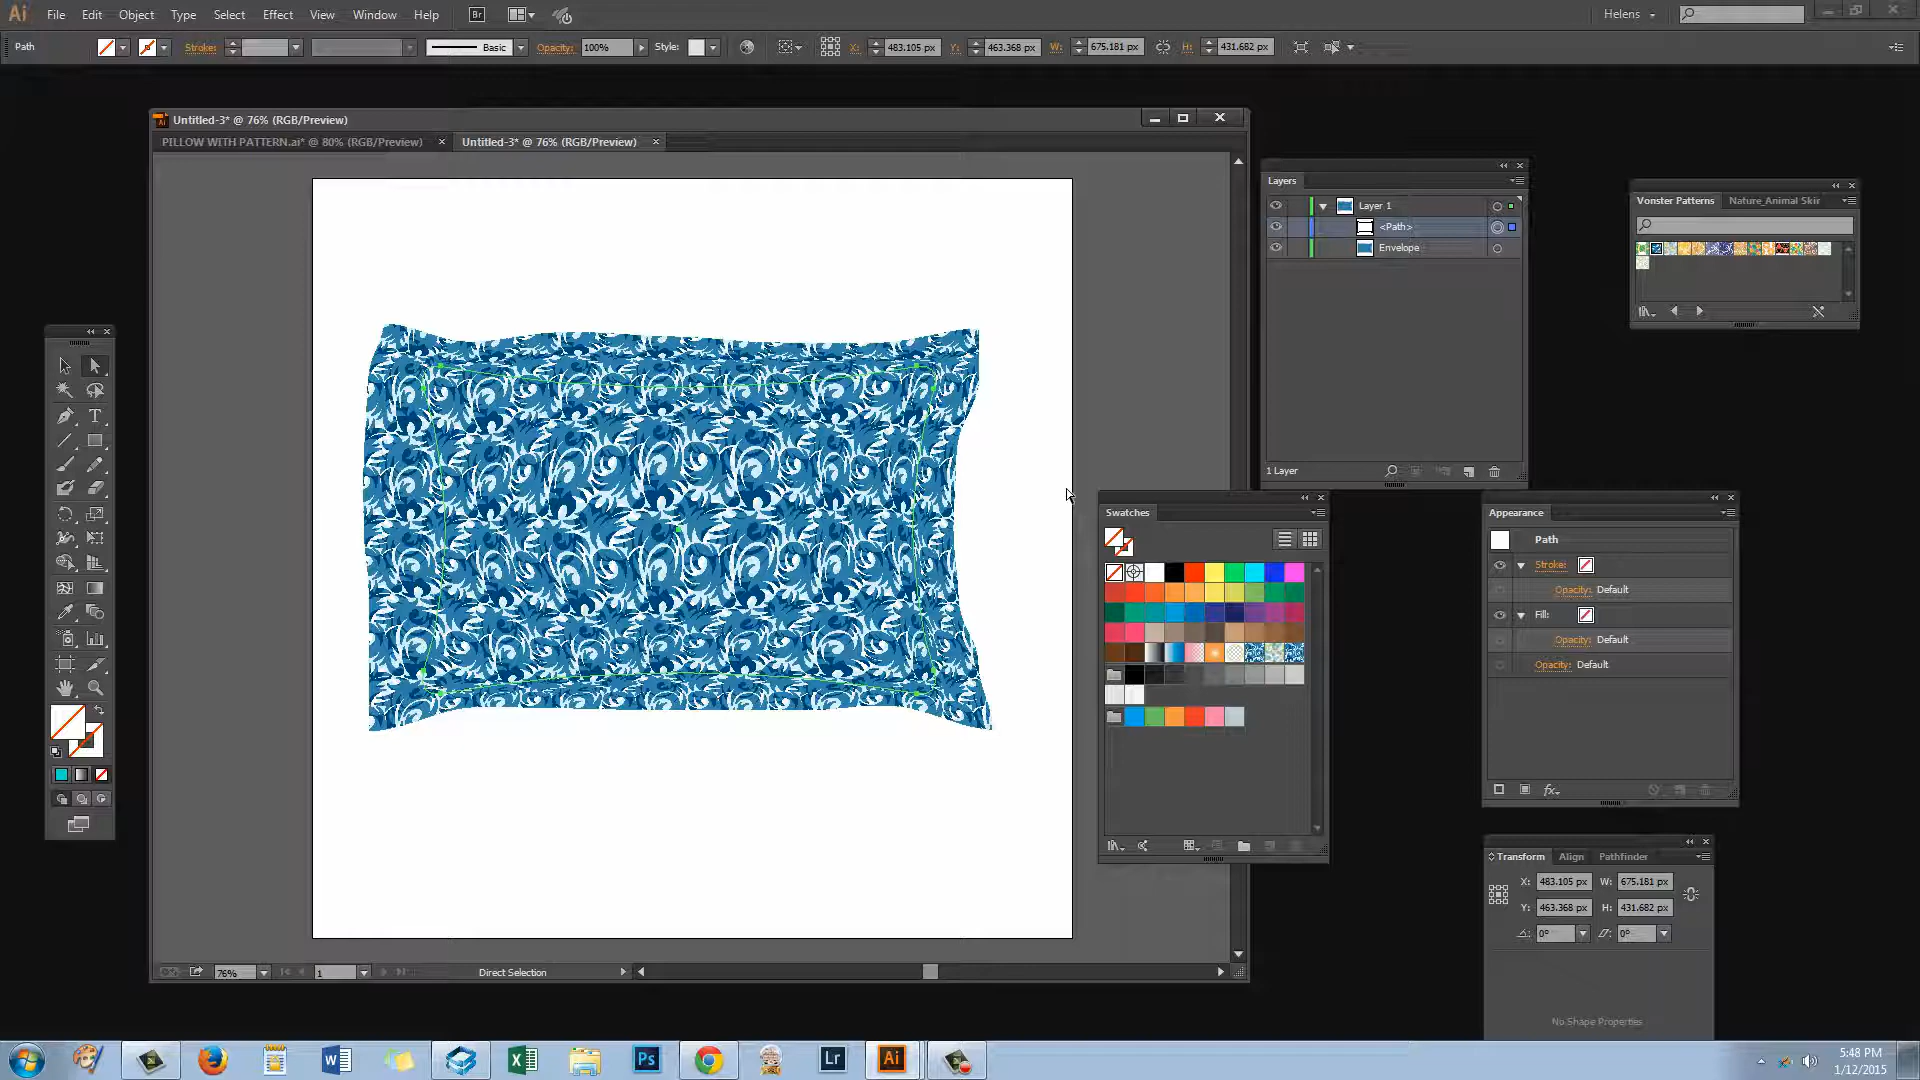 Ai File Edit Object Type Select Effect View Window Help Br Helens
Path Stroke: Basic Opacity: 100% Style: X: 483.105 px Y: 463.368 px W: 675.181 px H: 431.682 px
Untitled-3* @ 76% (RGB/Preview)
PILLOW WITH PATTERN.ai* @ 80% (RGB/Preview) × Untitled-3* @ 76% (RGB/Preview) ×
Layers
Layer 1
<Path>
Envelope
1 Layer
Vonster Patterns Nature_Animal Skir
Swatches
Appearance
Path
Stroke:
Opacity: Default
Fill:
Opacity: Default
Opacity: Default
Transform Align Pathfinder
X: 483.105 px W: 675.181 px
Y: 463.368 px H: 431.682 px
0° 0°
No Shape Properties
76% 1 Direct Selection
Ps Lr Ai
5:48 PM
1/12/2015